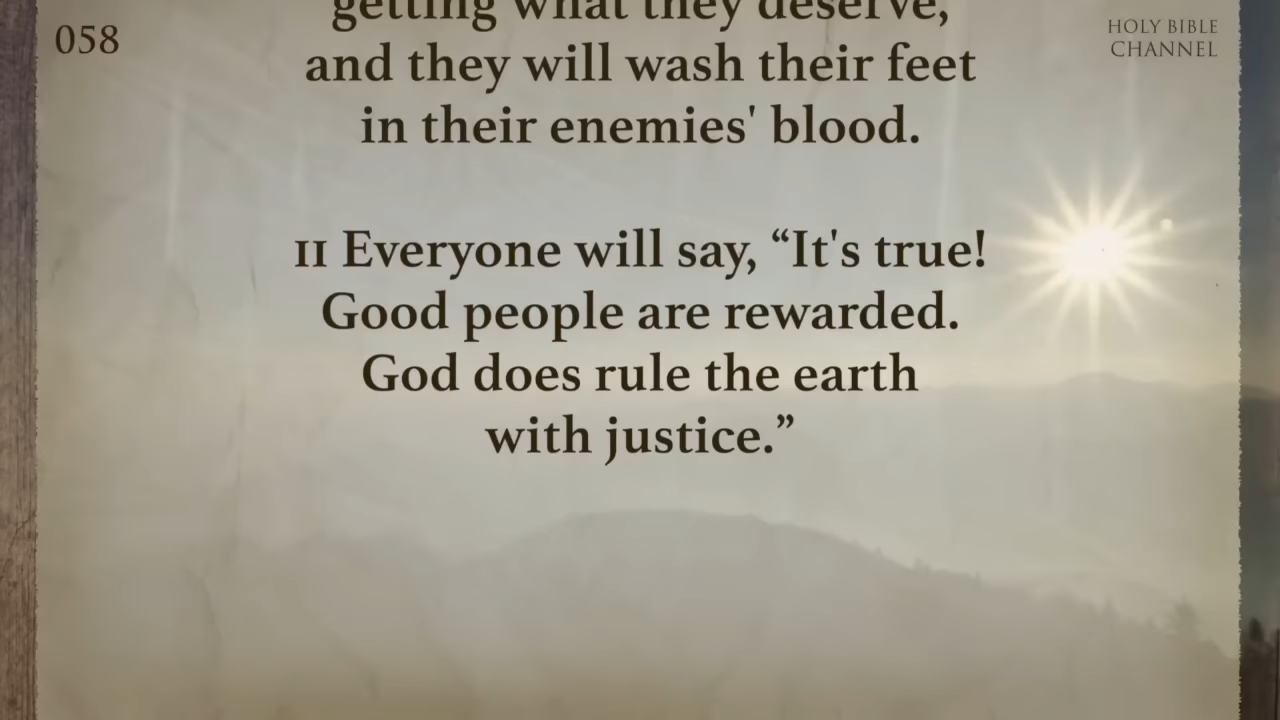 058
HOLY BIBLE
CHANNEL
getting what they deserve,
and they will wash their feet
in their enemies' blood.
11 Everyone will say, “It's true!
Good people are rewarded.
God does rule the earth
with justice.”